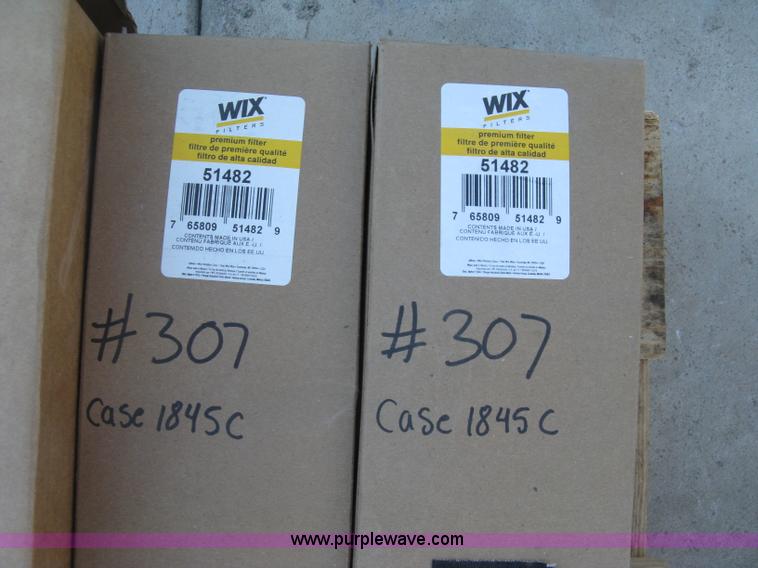 WIX
FILTERS
premium filter
filtre de première qualité
filtro de alta calidad
51482
7 65809 51482 9
CONTENTS MADE IN USA /
CONTENU FABRIQUE AUX E.-U. /
CONTENIDO HECHO EN LOS EE UU.
#307
Case 1845C
WIX
FILTERS
premium filter
filtre de première qualité
filtro de alta calidad
51482
7 65809 51482 9
CONTENTS MADE IN USA /
CONTENU FABRIQUE AUX E.-U. /
CONTENIDO HECHO EN LOS EE UU.
#307
Case 1845C
www.purplewave.com